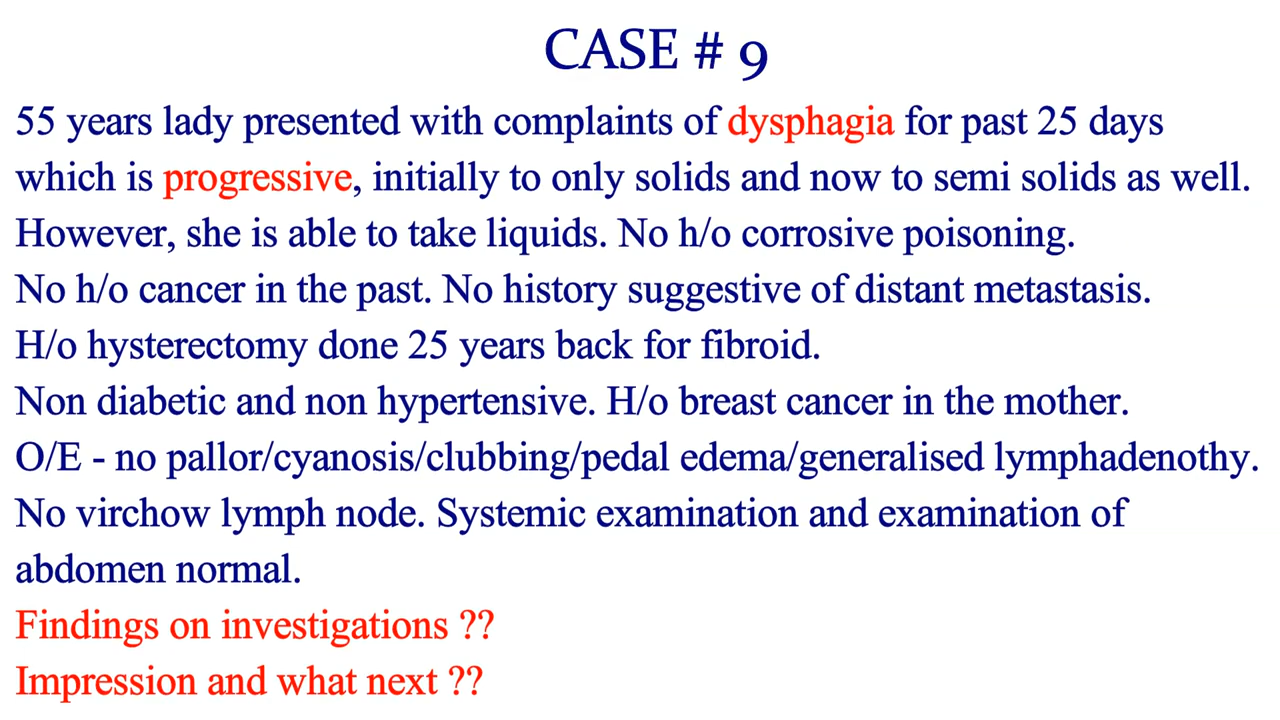 CASE # 9
55 years lady presented with complaints of dysphagia for past 25 days
which is progressive, initially to only solids and now to semi solids as well.
However, she is able to take liquids. No h/o corrosive poisoning.
No h/o cancer in the past. No history suggestive of distant metastasis.
H/o hysterectomy done 25 years back for fibroid.
Non diabetic and non hypertensive. H/o breast cancer in the mother.
O/E - no pallor/cyanosis/clubbing/pedal edema/generalised lymphadenothy.
No virchow lymph node. Systemic examination and examination of
abdomen normal.
Findings on investigations ??
Impression and what next ??